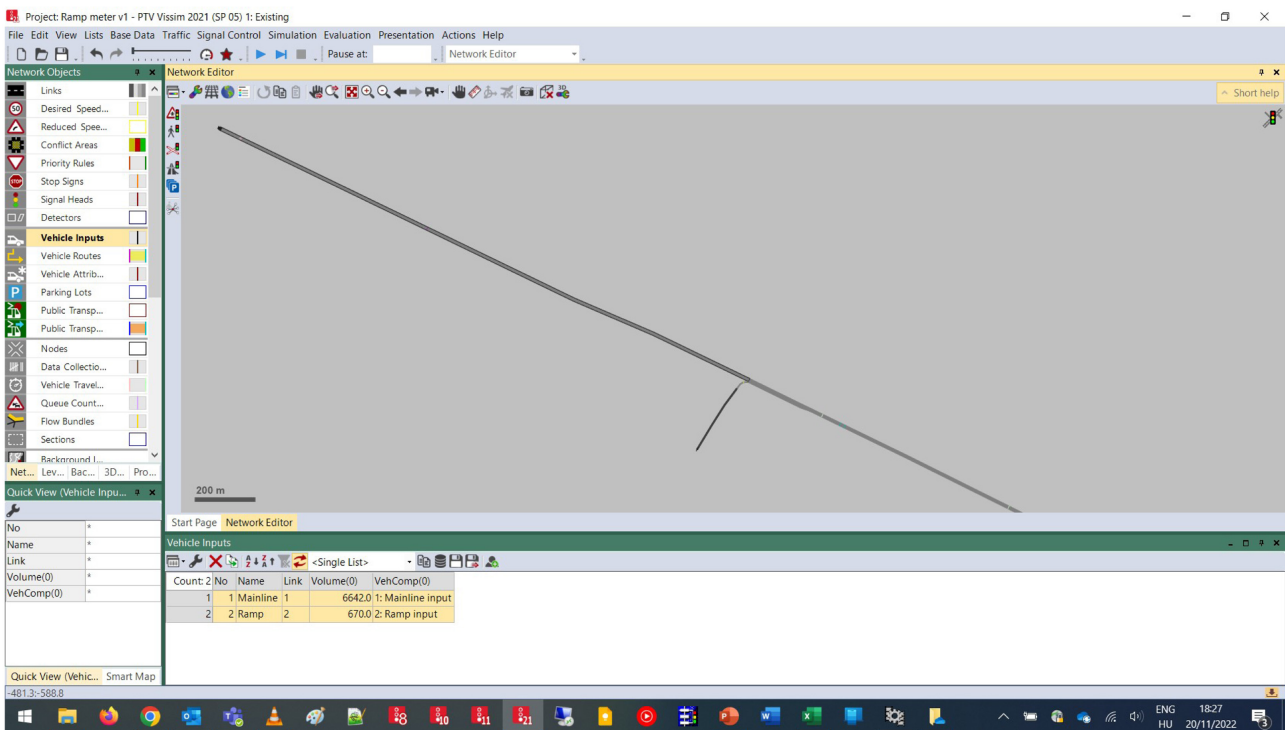 Project: Ramp meter v1 - PTV Vissim 2021 (SP 05) 1: Existing
File Edit View Lists Base Data Traffic Signal Control Simulation Evaluation Presentation Actions Help
Pause at: Network Editor
Network Objects
Links
Desired Speed...
Reduced Spee...
Conflict Areas
Priority Rules
Stop Signs
Signal Heads
Detectors
Vehicle Inputs
Vehicle Routes
Vehicle Attrib...
Parking Lots
Public Transp...
Public Transp...
Nodes
Data Collectio...
Vehicle Travel...
Queue Count...
Flow Bundles
Sections
Background I...
Net... Lev... Bac... 3D... Pro...
Quick View (Vehicle Inpu...
No *
Name *
Link *
Volume(0) *
VehComp(0) *
Quick View (Vehic... Smart Map
-481.3:-588.8
Network Editor
Short help
200 m
Start Page Network Editor
Vehicle Inputs
<Single List>
Count: 2 No Name Link Volume(0) VehComp(0)
1 1 Mainline 1 6642.0 1: Mainline input
2 2 Ramp 2 670.0 2: Ramp input
ENG 18:27
HU 20/11/2022